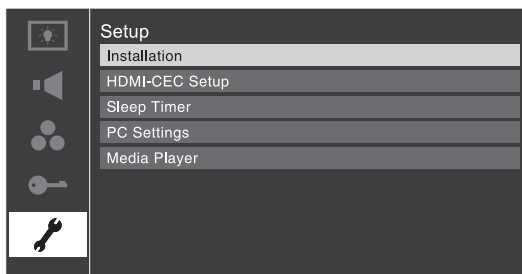 Setup
Installation
HDMI-CEC Setup
Sleep Timer
PC Settings
Media Player